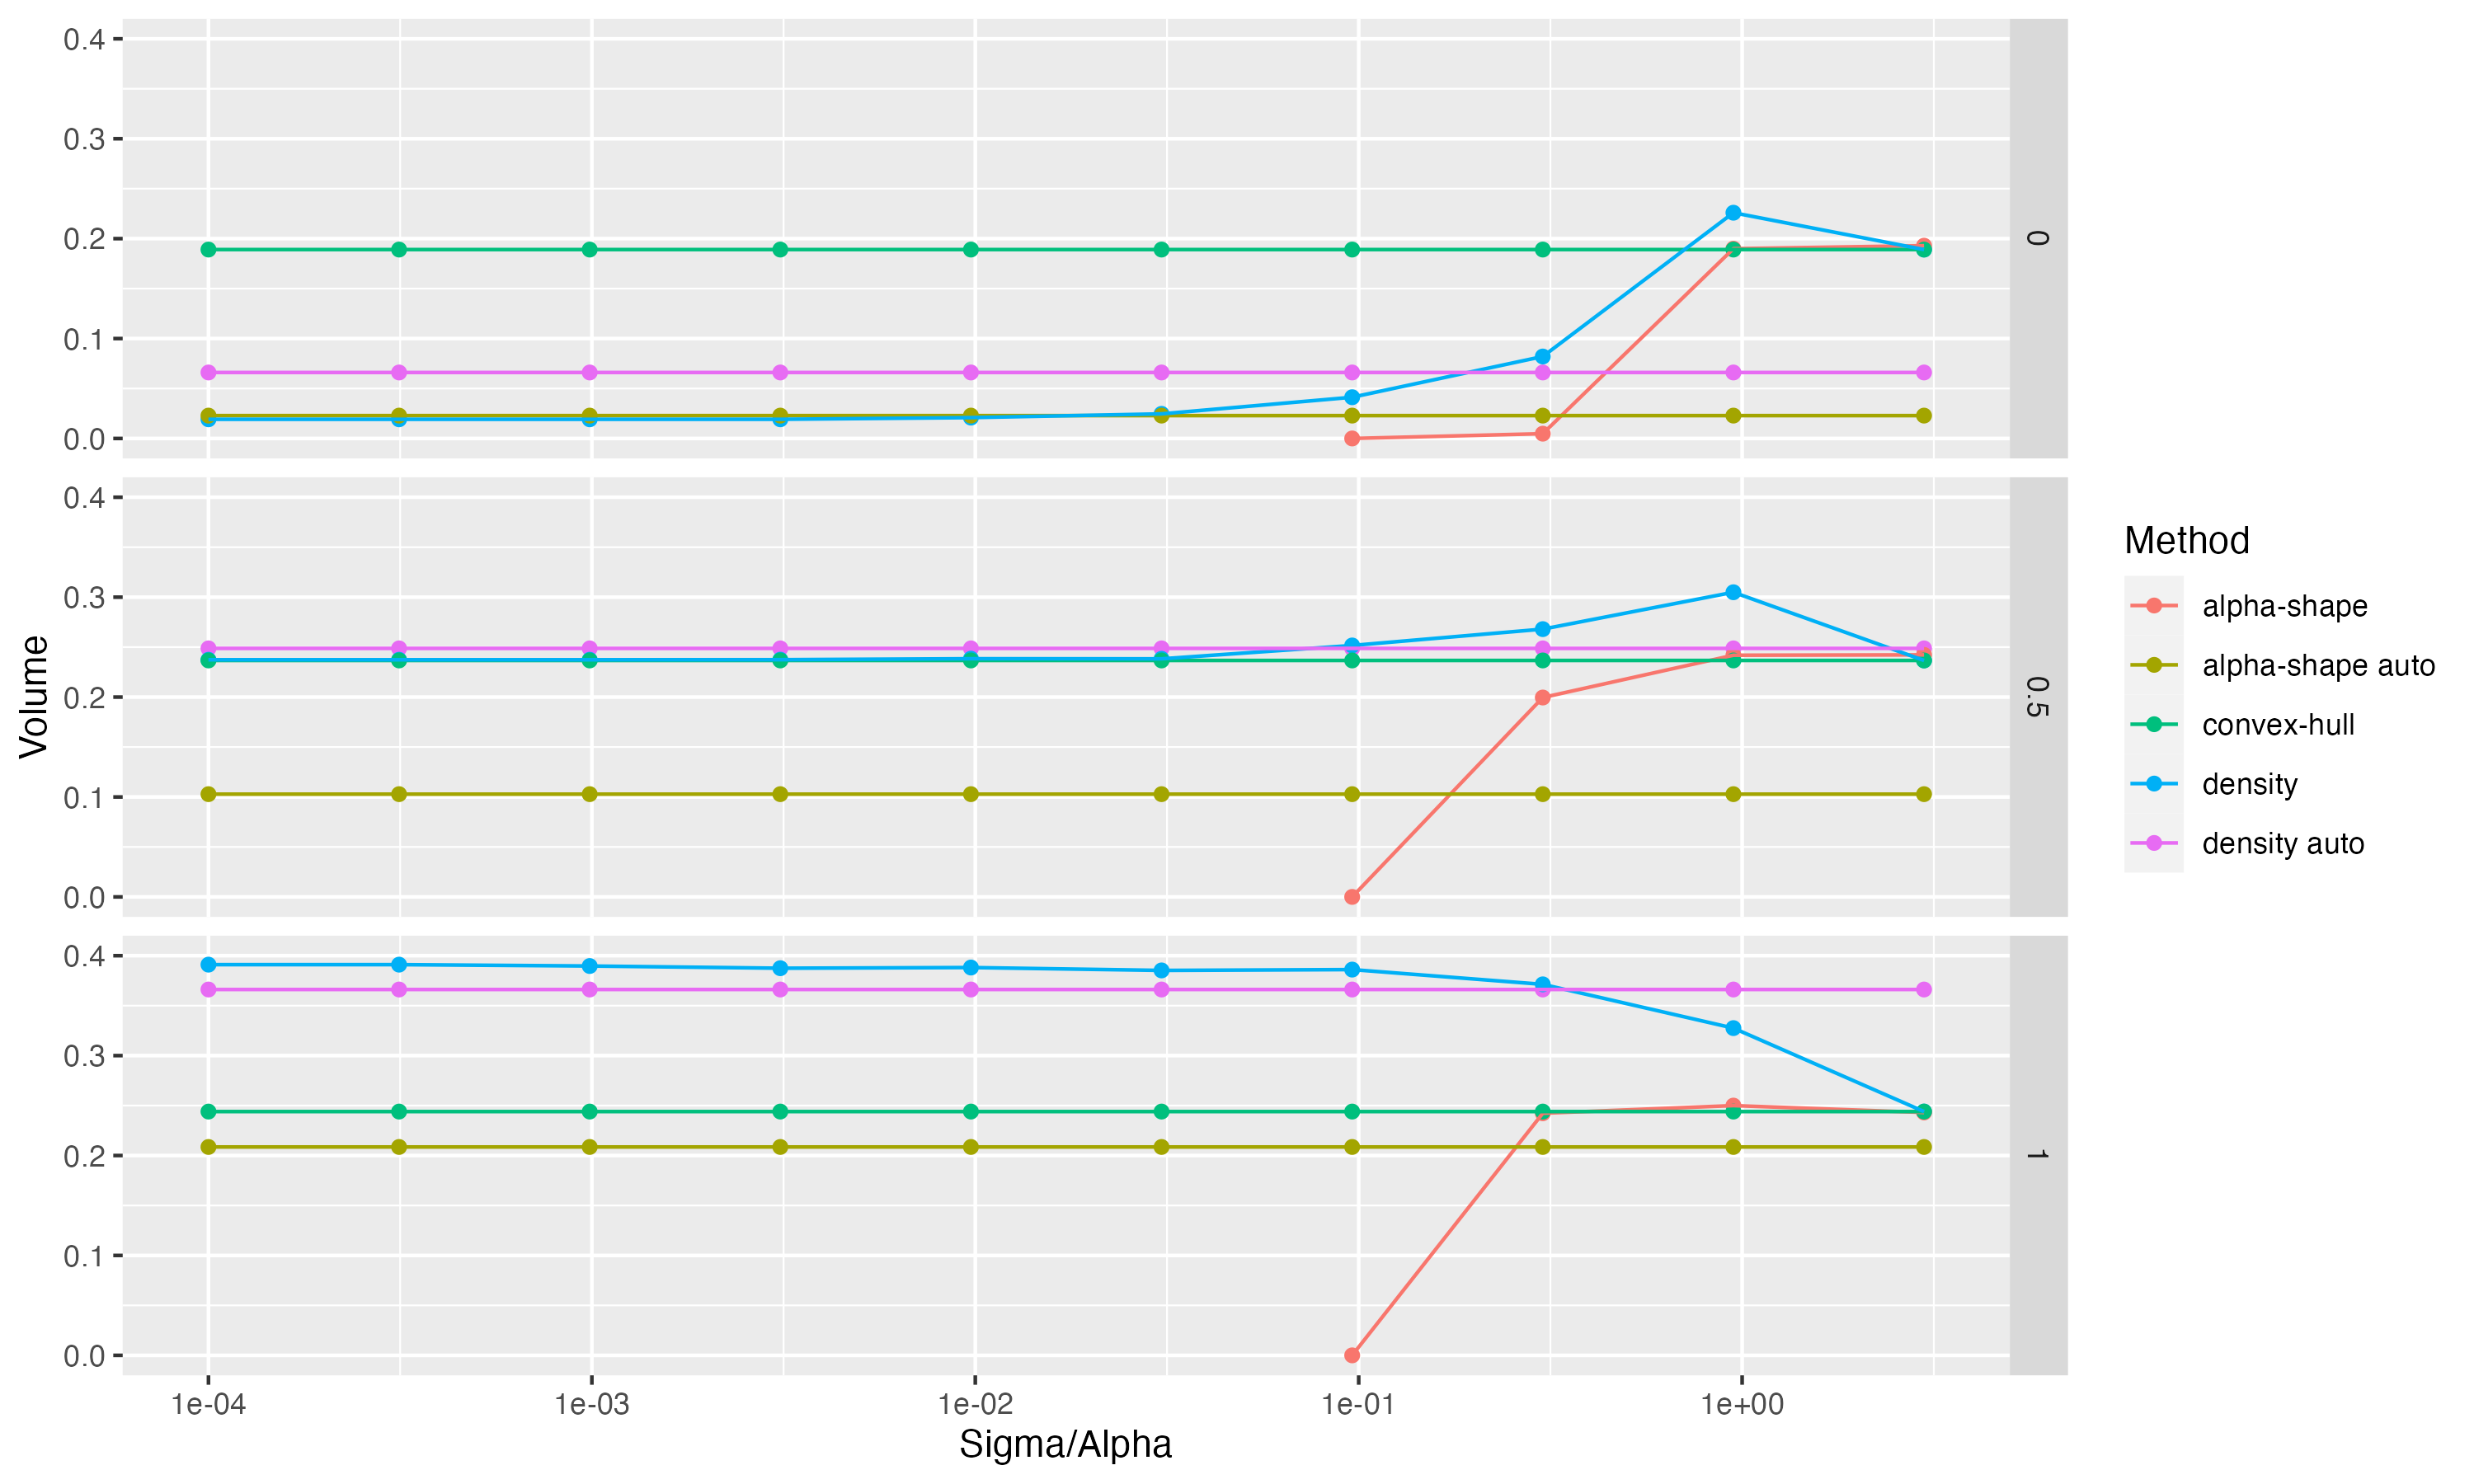 0.4
0.3
0.2
0.1
0.0
0
0.4
0.3
0.2
0.1
0.0
0.5
0.4
0.3
0.2
0.1
0.0
1
Volume
1e-04 1e-03 1e-02 1e-01 1e+00
Sigma/Alpha
Method
alpha-shape
alpha-shape auto
convex-hull
density
density auto